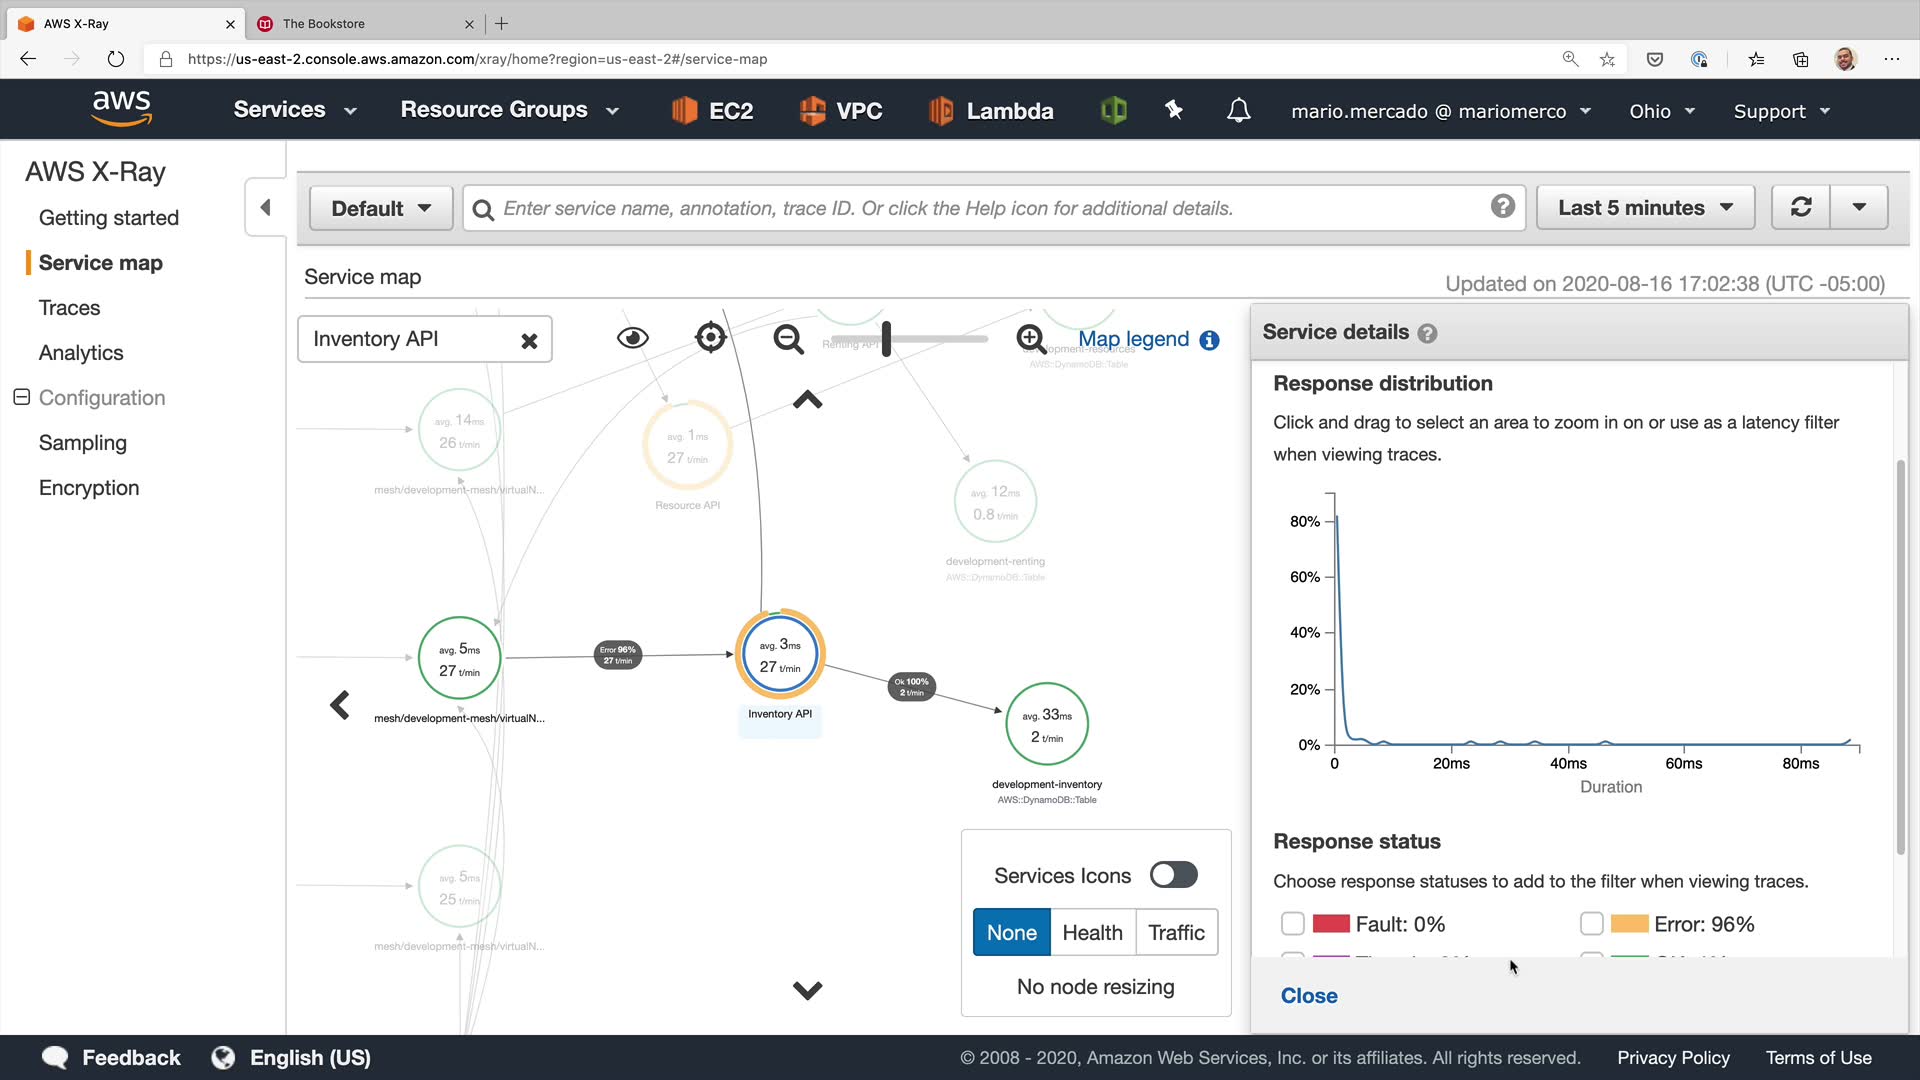 AWS X-Ray
The Bookstore
https://us-east-2.console.aws.amazon.com/xray/home?region=us-east-2#/service-map
aws
Services
Resource Groups
EC2
VPC
Lambda
mario.mercado @ mariomerco
Ohio
Support
AWS X-Ray
Getting started
Service map
Traces
Analytics
Configuration
Sampling
Encryption
Default
Enter service name, annotation, trace ID. Or click the Help icon for additional details.
Last 5 minutes
Service map
Updated on 2020-08-16 17:02:38 (UTC -05:00)
Inventory API
Map legend
Renting API
development-resources
AWS::DynamoDB::Table
avg. 14ms
26 t/min
mesh/development-mesh/virtualN...
avg. 1ms
27 t/min
Resource API
avg. 12ms
0.8 t/min
development-renting
AWS::DynamoDB::Table
avg. 5ms
27 t/min
mesh/development-mesh/virtualN...
Error 96%
27 t/min
avg. 3ms
27 t/min
Inventory API
Ok 100%
2 t/min
avg. 33ms
2 t/min
development-inventory
AWS::DynamoDB::Table
avg. 5ms
25 t/min
mesh/development-mesh/virtualN...
Services Icons
None
Health
Traffic
No node resizing
Service details
Response distribution
Click and drag to select an area to zoom in on or use as a latency filter
when viewing traces.
80%
60%
40%
20%
0%
0
20ms
40ms
60ms
80ms
Duration
Response status
Choose response statuses to add to the filter when viewing traces.
Fault: 0%
Error: 96%
Close
Feedback
English (US)
© 2008 - 2020, Amazon Web Services, Inc. or its affiliates. All rights reserved.
Privacy Policy
Terms of Use